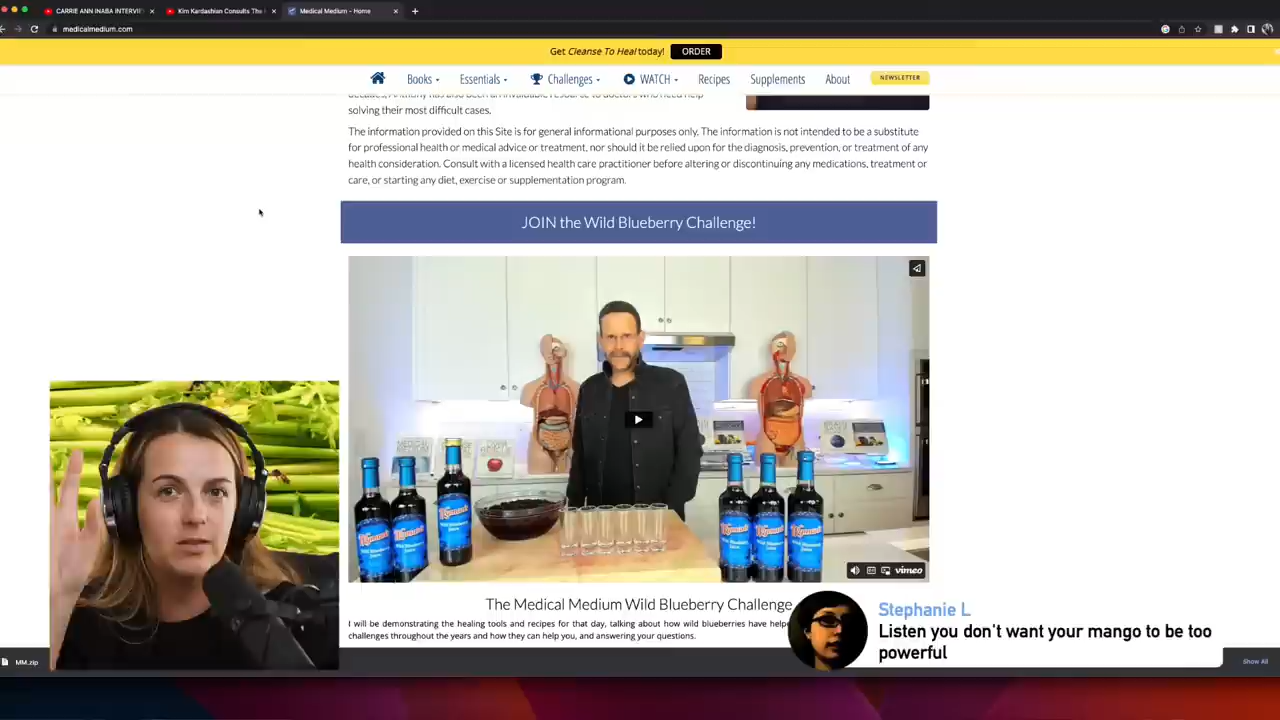 CARRIE ANN INABA INTERVIE
Kim Kardashian Consults The
Medical Medium - Home
medicalmedium.com
Get Cleanse To Heal today! ORDER
Books Essentials Challenges WATCH Recipes Supplements About NEWSLETTER
solving their most difficult cases.
The information provided on this Site is for general informational purposes only. The information is not intended to be a substitute
for professional health or medical advice or treatment, nor should it be relied upon for the diagnosis, prevention, or treatment of any
health consideration. Consult with a licensed health care practitioner before altering or discontinuing any medications, treatment or
care, or starting any diet, exercise or supplementation program.
JOIN the Wild Blueberry Challenge!
Wyman's
vimeo
The Medical Medium Wild Blueberry Challenge
I will be demonstrating the healing tools and recipes for that day, talking about how wild blueberries have helpe
challenges throughout the years and how they can help you, and answering your questions.
Stephanie L
Listen you don't want your mango to be too
powerful
MM.zip
Show All